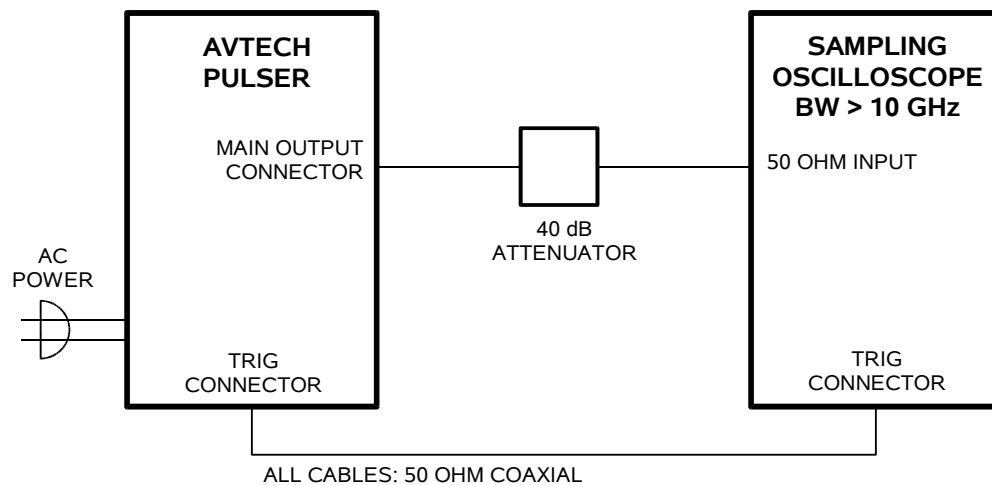 AVTECH
PULSER
MAIN OUTPUT
CONNECTOR
AC
POWER
TRIG
CONNECTOR
40 dB
ATTENUATOR
SAMPLING
OSCILLOSCOPE
BW > 10 GHz
50 OHM INPUT
TRIG
CONNECTOR
ALL CABLES: 50 OHM COAXIAL